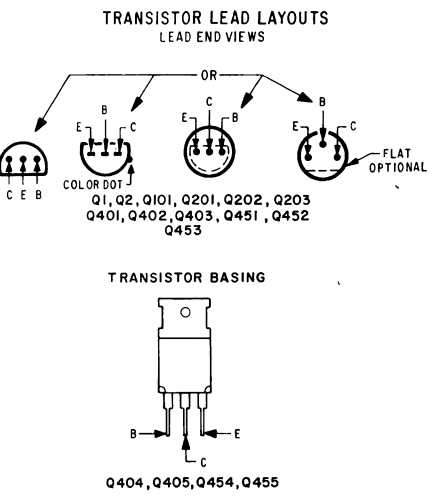 TRANSISTOR LEAD LAYOUTS
LEAD END VIEWS
OR
C E B
E B C
COLOR DOT
E C B
E B C
FLAT
OPTIONAL
Q1, Q2, Q101, Q201, Q202, Q203
Q401, Q402, Q403, Q451, Q452
Q453
TRANSISTOR BASING
B E
C
Q404, Q405, Q454, Q455